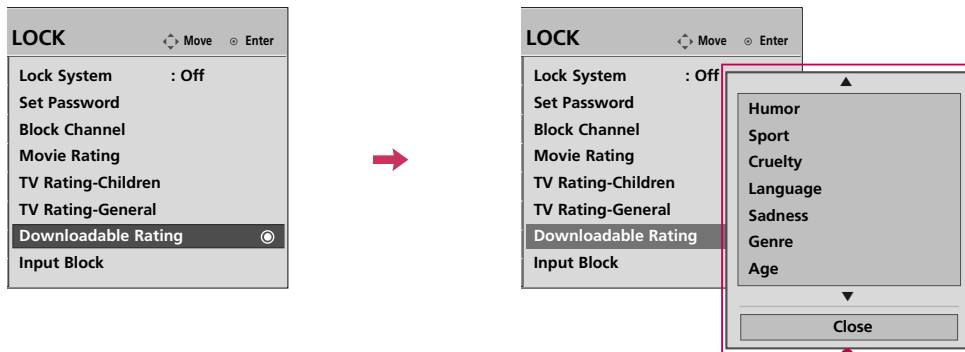 LOCK Move Enter
Lock System : Off
Set Password
Block Channel
Movie Rating
TV Rating-Children
TV Rating-General
Downloadable Rating
Input Block
LOCK Move Enter
Lock System : Off
Set Password
Block Channel
Movie Rating
TV Rating-Children
TV Rating-General
Downloadable Rating
Input Block
Humor
Sport
Cruelty
Language
Sadness
Genre
Age
Close